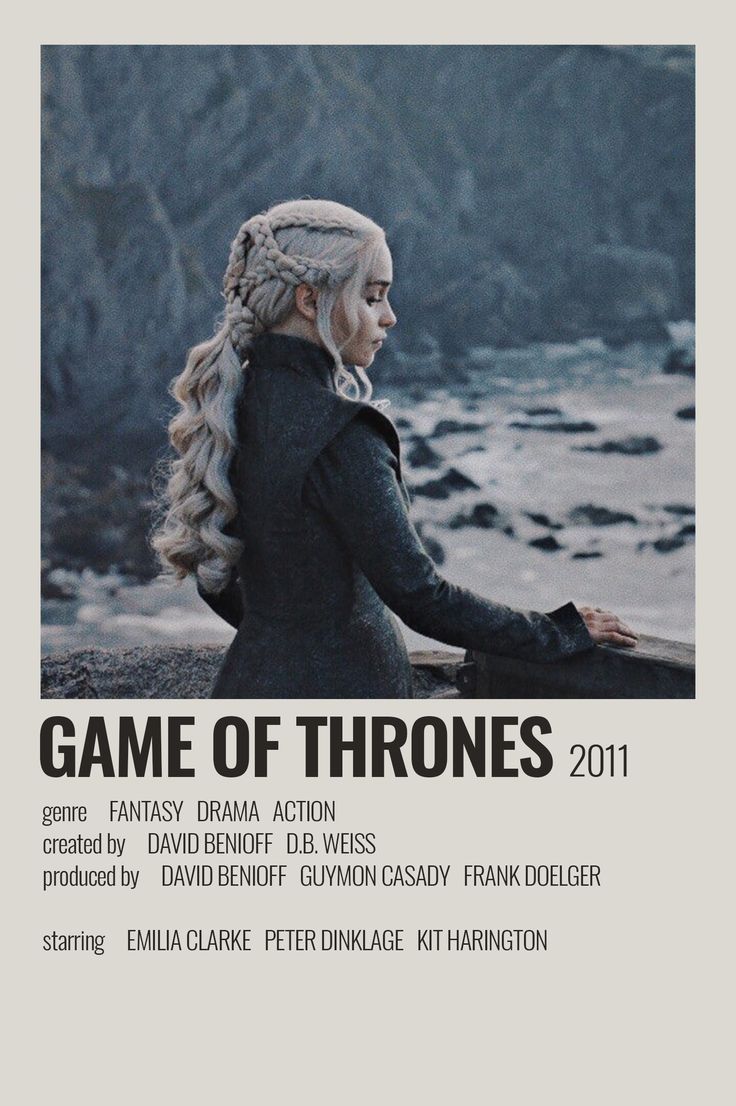 GAME OF THRONES 2011
genre FANTASY DRAMA ACTION
created by DAVID BENIOFF D.B. WEISS
produced by DAVID BENIOFF GUYMON CASADY FRANK DOELGER
starring EMILIA CLARKE PETER DINKLAGE KIT HARINGTON